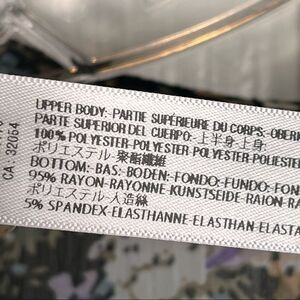 UPPER BODY: PARTIE SUPÉRIEURE DU CORPS: OBER
PARTE SUPERIOR DEL CUERPO: 上半身: 上身:
100% POLYESTER-POLYESTER-POLYESTER-POLIEST
ポリエステル - 聚酯纖維
BOTTOM: BAS: BODEN: FONDO: FUNDO: FON
95% RAYON-RAYONNE-KUNSTSEIDE-RAION-RA
ポリエステル - 人造絲
5% SPANDEX-ELASTHANNE-ELASTHAN-ELASTA
CA: 32054